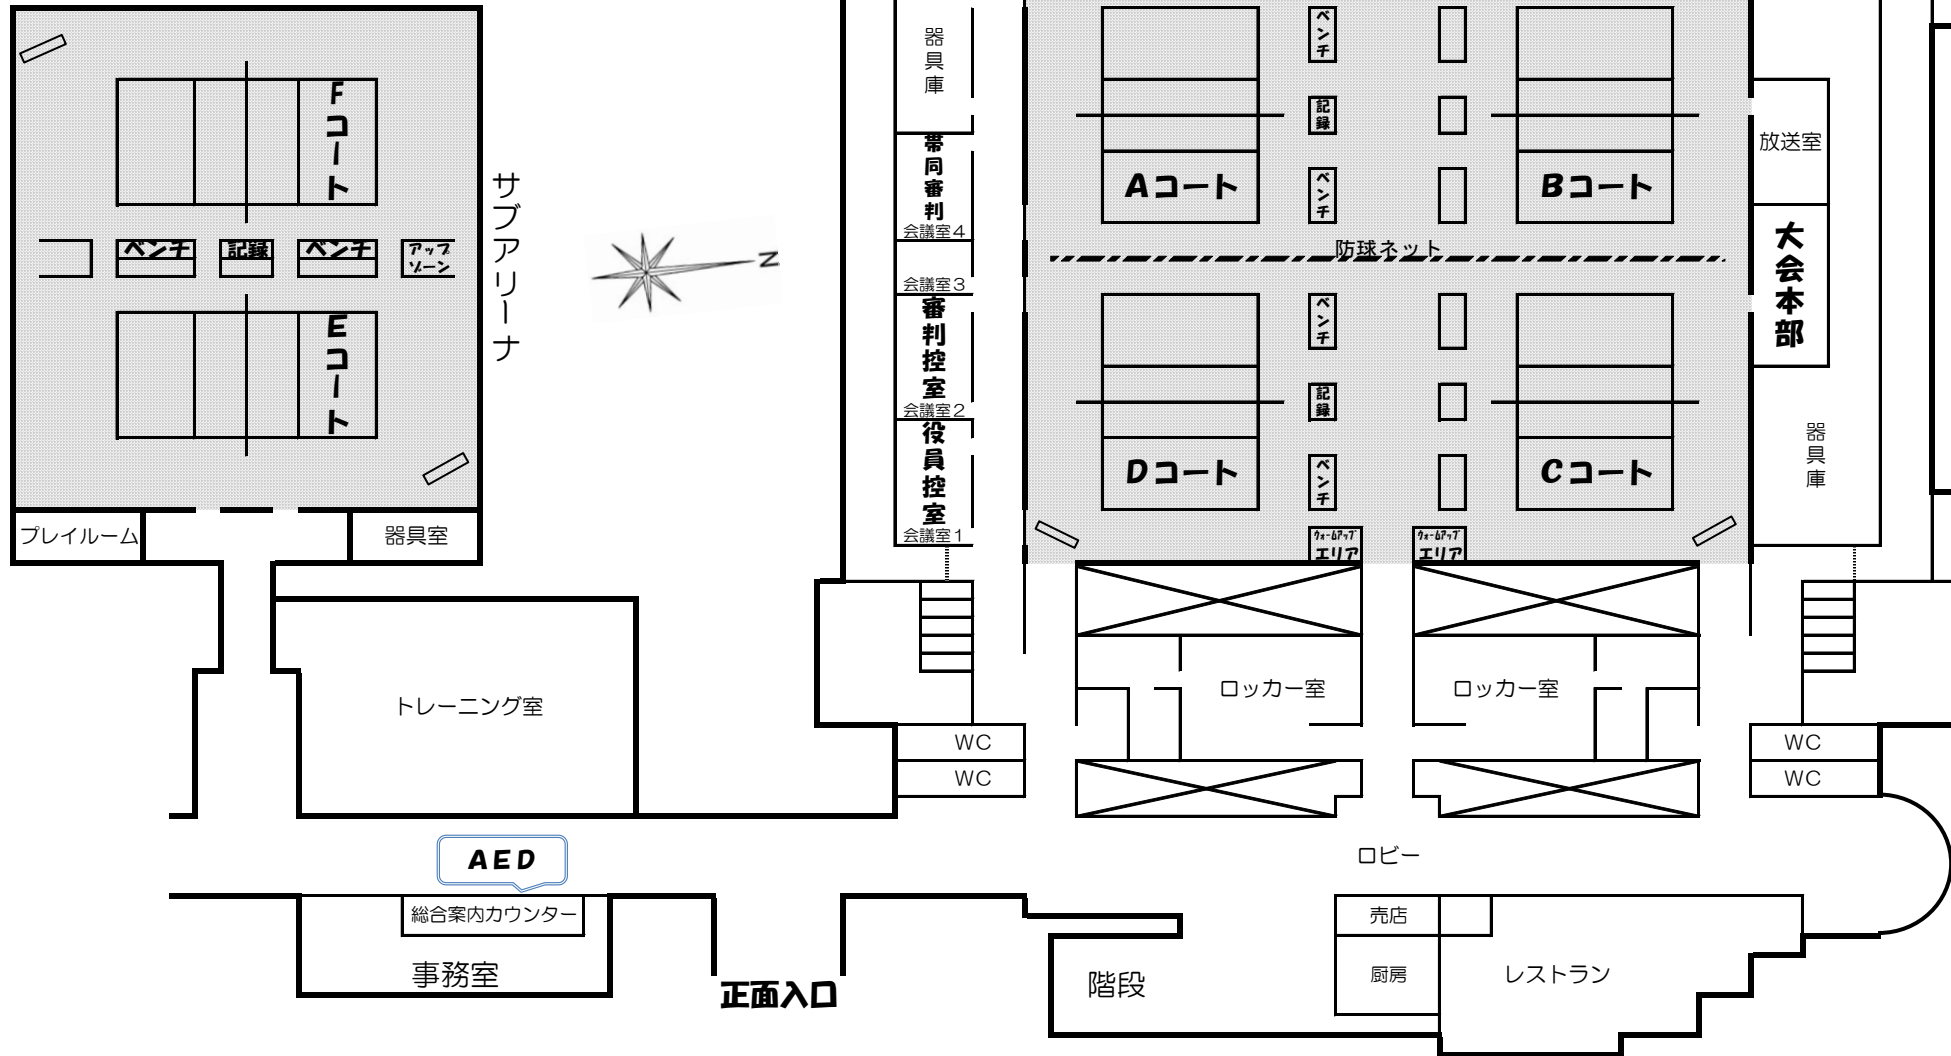 Fコート
ベンチ
記録
ベンチ
アップ
ゾーン
Eコート
サブアリーナ
プレイルーム
器具室
N
器具庫
帯同審判
会議室4
会議室3
審判控室
会議室2
役員控室
会議室1
ベンチ
記録
ベンチ
Aコート
Bコート
防球ネット
ベンチ
記録
ベンチ
Dコート
Cコート
ウォームアップ
エリア
ウォームアップ
エリア
放送室
大会本部
器具庫
トレーニング室
ロッカー室
ロッカー室
WC
WC
WC
WC
AED
ロビー
総合案内カウンター
事務室
正面入口
階段
売店
厨房
レストラン